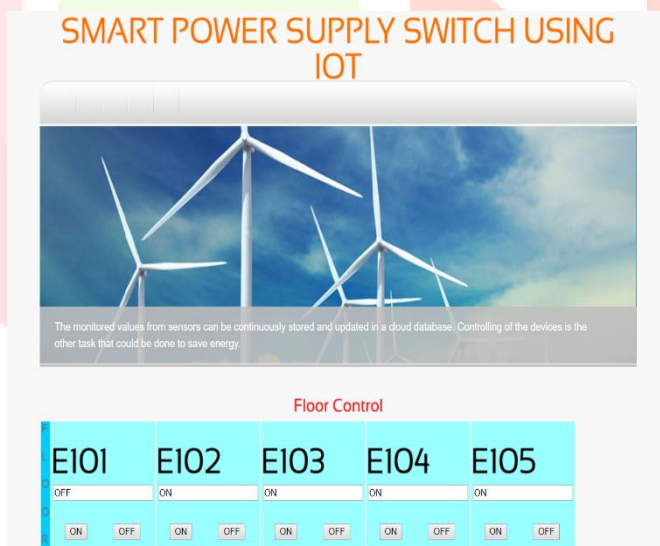 SMART POWER SUPPLY SWITCH USING
IOT
The monitored values from sensors can be continuously stored and updated in a cloud database. Controlling of the devices is the
other task that could be done to save energy.
Floor Control
F
L
O
O
R
E101 E102 E103 E104 E105
OFF ON ON ON ON
ON OFF ON OFF ON OFF ON OFF ON OFF